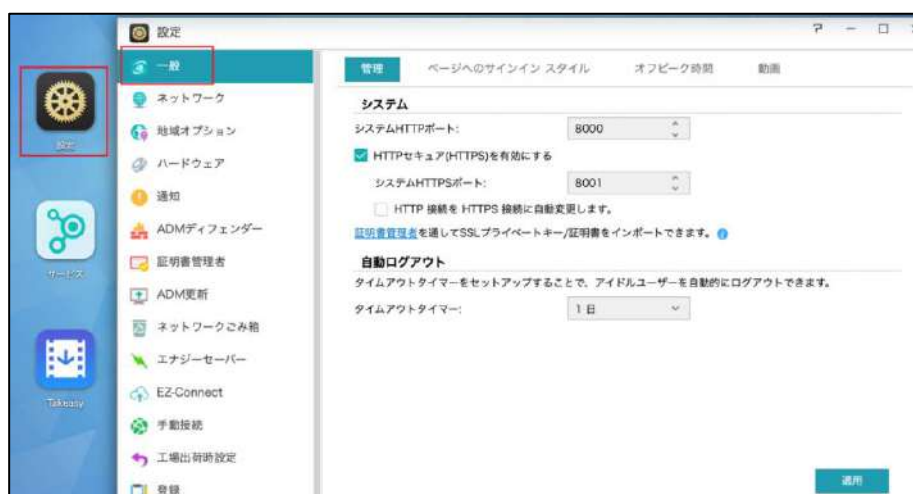 設定
設定
サービス
Takeasy
一般
ネットワーク
地域オプション
ハードウェア
通知
ADMディフェンダー
証明書管理者
ADM更新
ネットワークごみ箱
エナジーセーバー
EZ-Connect
手動接続
工場出荷時設定
登録
管理 ページへのサインイン スタイル オフピーク時間 動画
システム
システムHTTPポート: 8000
HTTPセキュア(HTTPS)を有効にする
システムHTTPSポート: 8001
HTTP 接続を HTTPS 接続に自動変更します。
証明書管理者を通してSSLプライベートキー/証明書をインポートできます。
自動ログアウト
タイムアウトタイマーをセットアップすることで、アイドルユーザーを自動的にログアウトできます。
タイムアウトタイマー: 1 日
適用